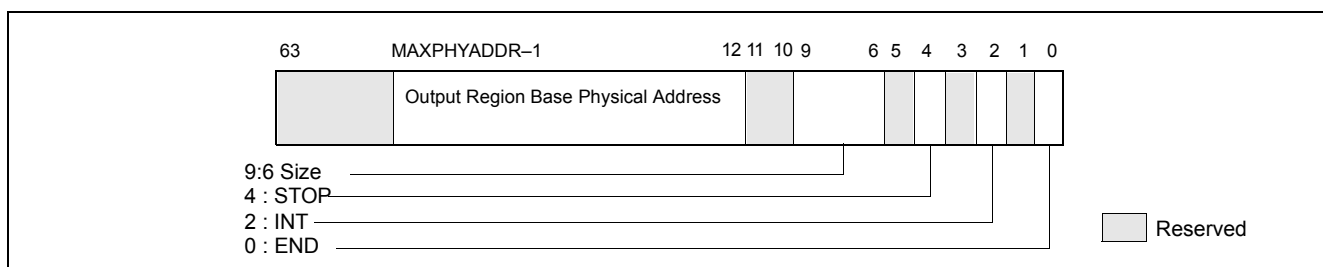 63 MAXPHYADDR–1 12 11 10 9 6 5 4 3 2 1 0
Output Region Base Physical Address
9:6 Size
4 : STOP
2 : INT
0 : END
Reserved